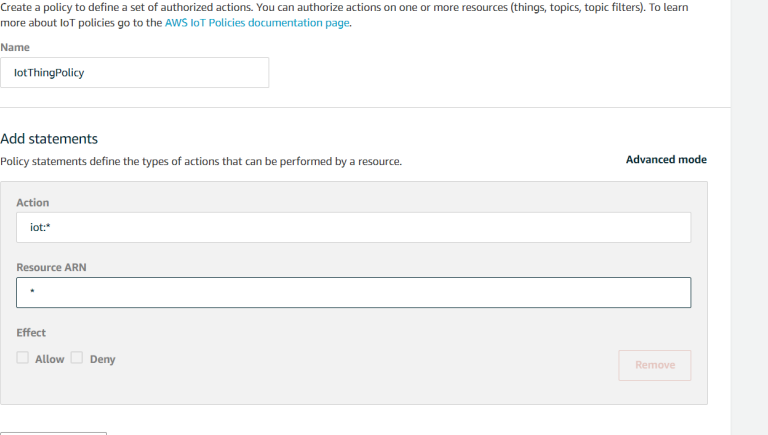 Create a policy to define a set of authorized actions. You can authorize actions on one or more resources (things, topics, topic filters). To learn
more about IoT policies go to the AWS IoT Policies documentation page.
Name
IotThingPolicy
Add statements
Policy statements define the types of actions that can be performed by a resource.
Advanced mode
Action
iot:*
Resource ARN
*
Effect
Allow Deny
Remove